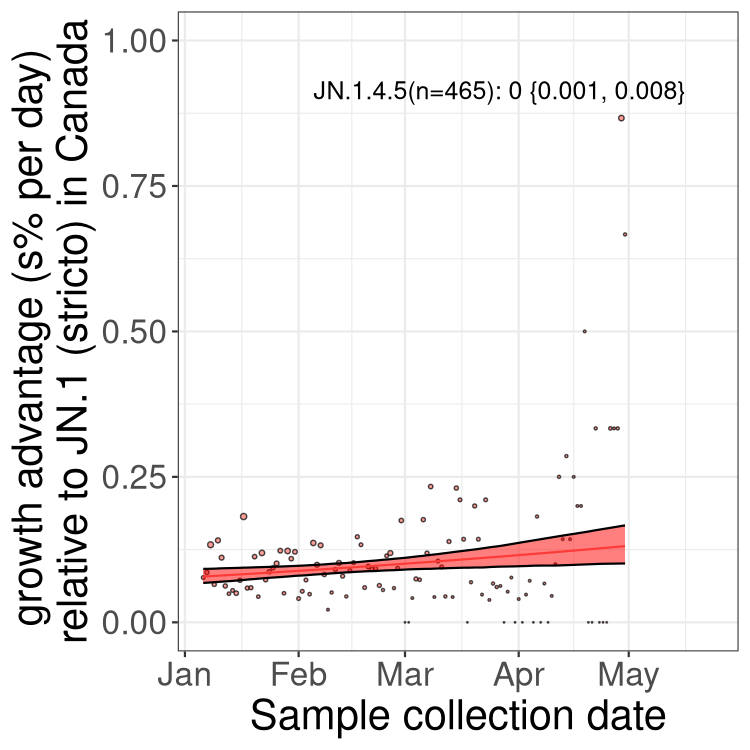 growth advantage (s% per day)
relative to JN.1 (stricto) in Canada
1.00
0.75
0.50
0.25
0.00
JN.1.4.5(n=465): 0 {0.001, 0.008}
Jan Feb Mar Apr May
Sample collection date